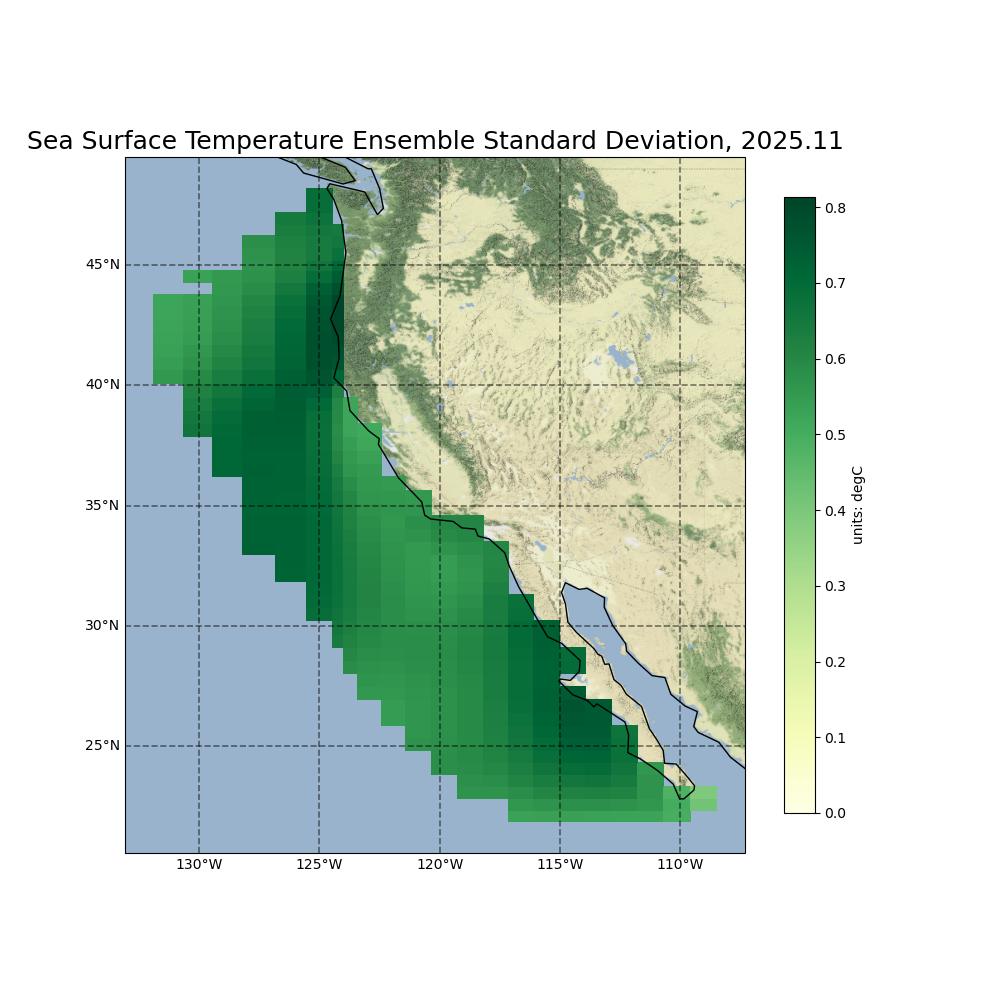 Sea Surface Temperature Ensemble Standard Deviation, 2025.11
45°N
40°N
35°N
30°N
25°N
130°W
125°W
120°W
115°W
110°W
0.8
0.7
0.6
0.5
0.4
0.3
0.2
0.1
0.0
units: degC